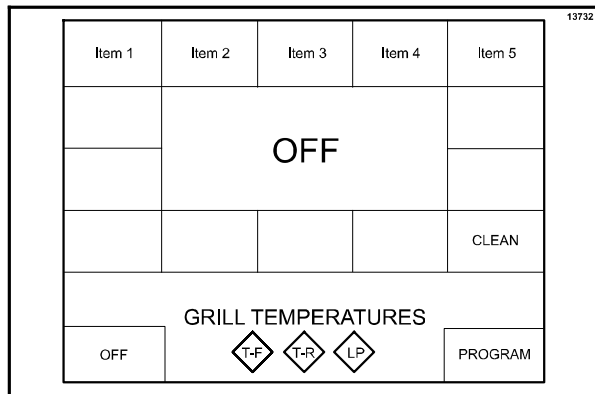 13732
Item 1 Item 2 Item 3 Item 4 Item 5
OFF
CLEAN
GRILL TEMPERATURES
OFF T-F T-R LP PROGRAM